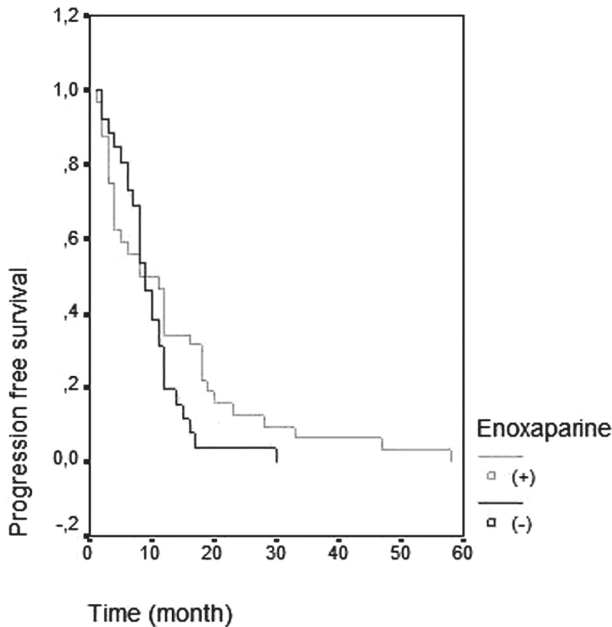 1,2
1,0
,8
,6
,4
,2
0,0
-,2
Progression free survival
0 10 20 30 40 50 60
Time (month)
Enoxaparine
(+)
(-)